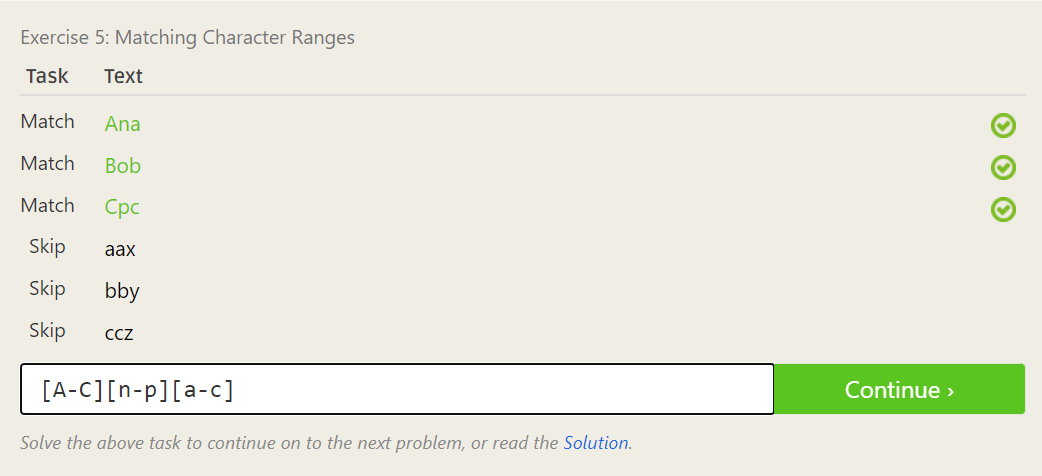 Exercise 5: Matching Character Ranges
Task Text
Match Ana
Match Bob
Match Cpc
Skip aax
Skip bby
Skip ccz
[A-C][n-p][a-c] Continue ›
Solve the above task to continue on to the next problem, or read the Solution.